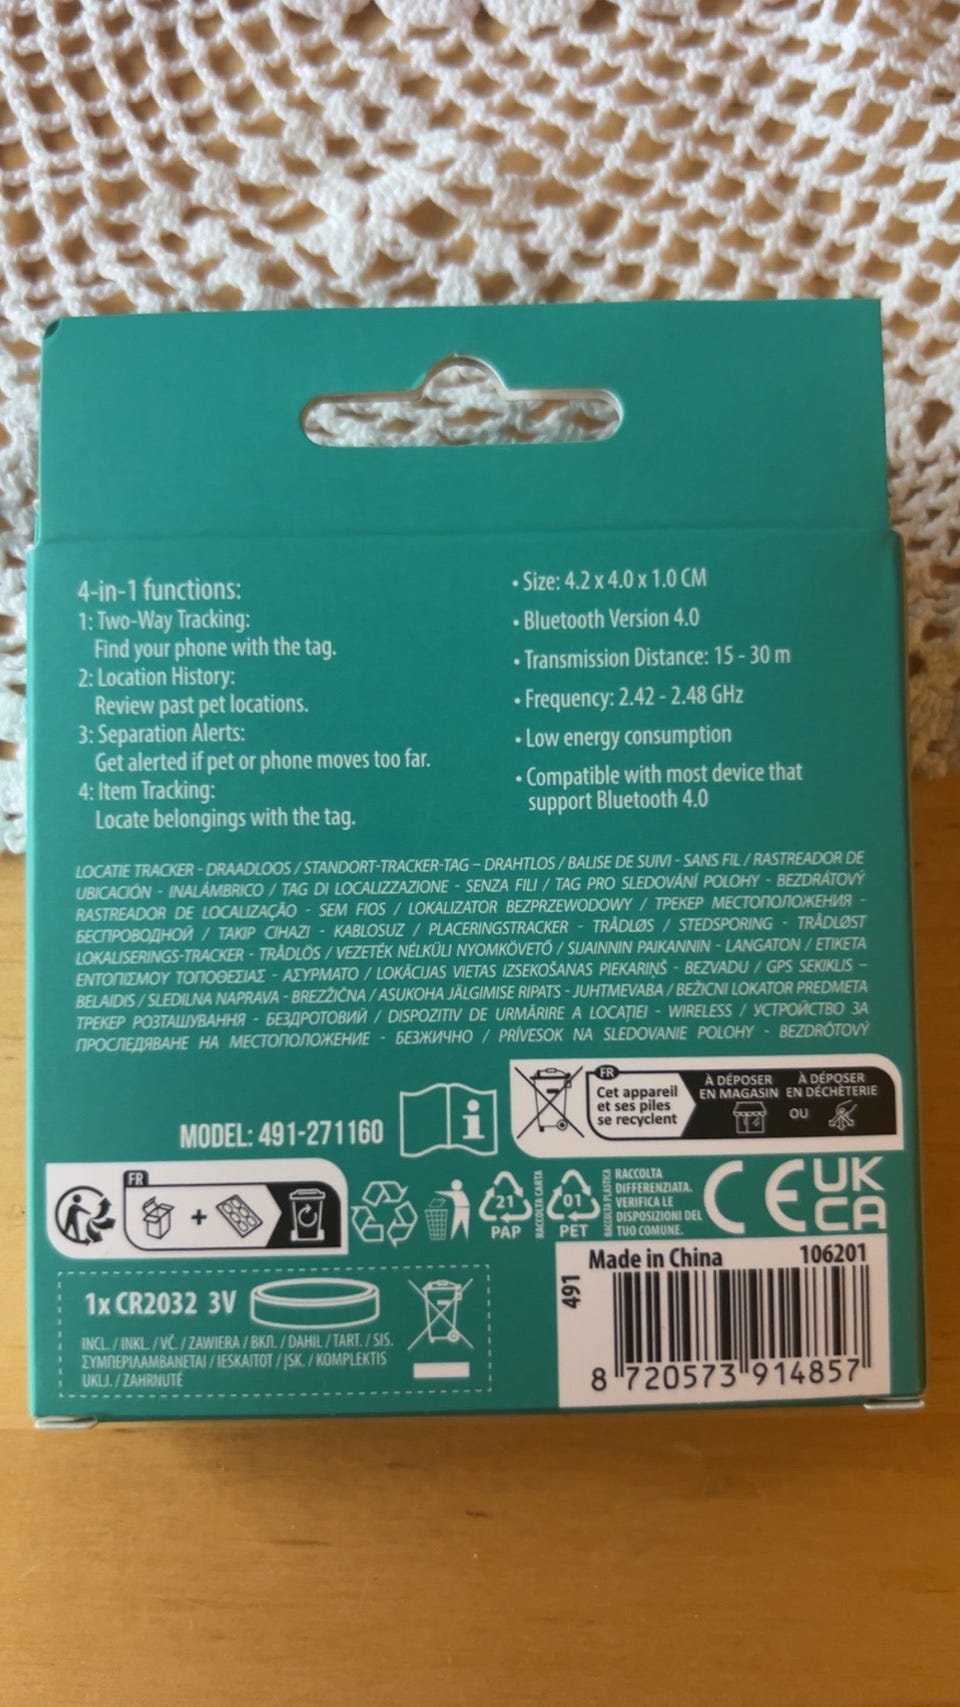 4-in-1 functions:
1: Two-Way Tracking:
Find your phone with the tag.
2: Location History:
Review past pet locations.
3: Separation Alerts:
Get alerted if pet or phone moves too far.
4: Item Tracking:
Locate belongings with the tag.
• Size: 4.2 x 4.0 x 1.0 CM
• Bluetooth Version 4.0
• Transmission Distance: 15 - 30 m
• Frequency: 2.42 - 2.48 GHz
• Low energy consumption
• Compatible with most device that
support Bluetooth 4.0
LOCATIE TRACKER - DRAADLOOS / STANDORT-TRACKER-TAG – DRAHTLOS / BALISE DE SUIVI - SANS FIL / RASTREADOR DE
UBICACIÓN - INALÁMBRICO / TAG DI LOCALIZZAZIONE - SENZA FILI / TAG PRO SLEDOVÁNÍ POLOHY - BEZDRÁTOVÝ
RASTREADOR DE LOCALIZAÇÃO - SEM FIOS / LOKALIZATOR BEZPRZEWODOWY / ТРЕКЕР МЕСТОПОЛОЖЕНИЯ -
БЕСПРОВОДНОЙ / TAKIP CIHAZI - KABLOSUZ / PLACERINGSTRACKER - TRÅDLØS / STEDSPORING - TRÅDLØST
LOKALISERINGS-TRACKER - TRÅDLÖS / VEZETÉK NÉLKÜLI NYOMKÖVETŐ / SIJAINNIN PAIKANNIN - LANGATON / ETIKETA
ΕΝΤΟΠΙΣΜΟΥ ΤΟΠΟΘΕΣΙΑΣ - ΑΣΥΡΜΑΤΟ / LOKĀCIJAS VIETAS IZSEKOŠANAS PIEKARIŅŠ - BEZVADU / GPS SEKIKLIS –
BELAIDIS / SLEDILNA NAPRAVA - BREZŽIČNA / ASUKOHA JÄLGIMISE RIPATS - JUHTMEVABA / BEŽICNI LOKATOR PREDMETA
ТРЕКЕР РОЗТАШУВАННЯ - БЕЗДРОТОВИЙ / DISPOZITIV DE URMĂRIRE A LOCAȚIEI - WIRELESS / УСТРОЙСТВО ЗА
ПРОСЛЕДЯВАНЕ НА МЕСТОПОЛОЖЕНИЕ - БЕЗЖИЧНО / PRÍVESOK NA SLEDOVANIE POLOHY - BEZDRÔTOVÝ
MODEL: 491-271160
FR
Cet appareil
et ses piles
se recyclent
À DÉPOSER
EN MAGASIN
OU
À DÉPOSER
EN DÉCHÈTERIE
FR
+
21
PAP
RACCOLTA CARTA
01
PET
RACCOLTA PLASTICA
RACCOLTA
DIFFERENZIATA.
VERIFICA LE
DISPOSIZIONI DEL
TUO COMUNE.
CE
UK
CA
1x CR2032 3V
INCL. / INKL. / VČ. / ZAWIERA / ВКЛ. / DAHIL / TART. / SIS.
ΣΥΜΠΕΡΙΛΑΜΒΑΝΕΤΑΙ / IESKAITOT / ĮSK. / KOMPLEKTIS
UKLJ. / ZAHRNUTÉ
Made in China 106201
491
8 720573 914857